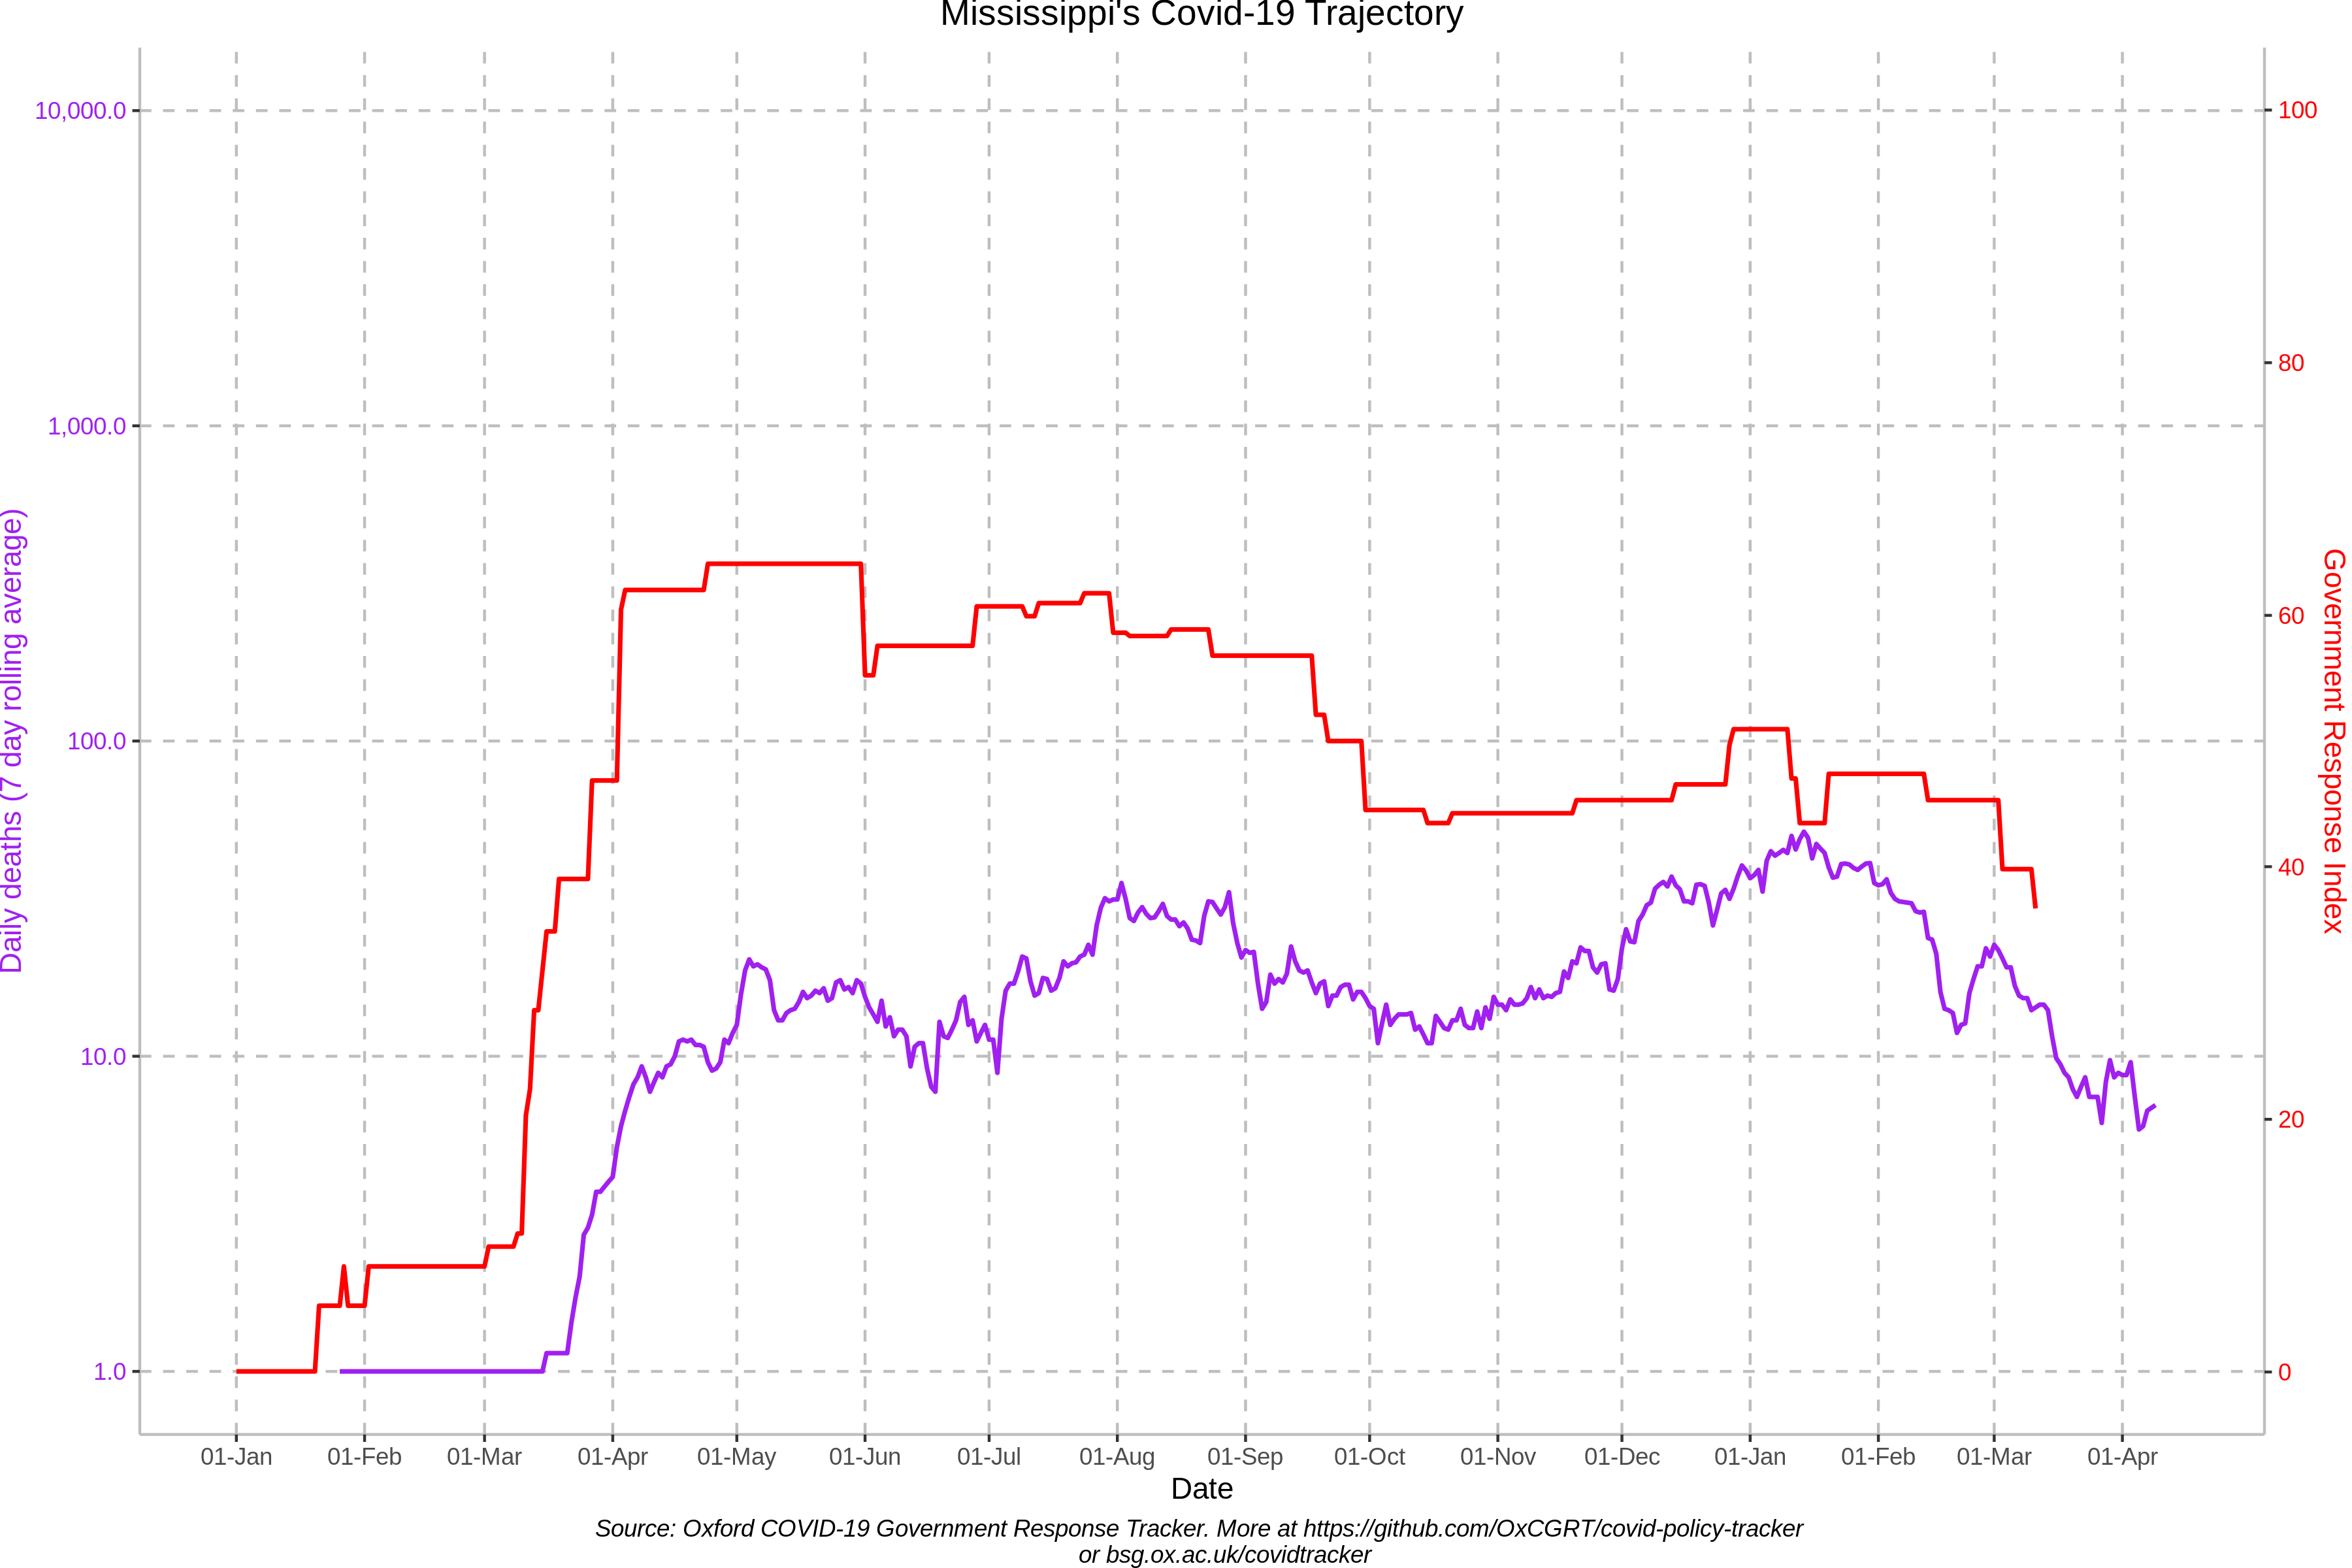 Mississippi's Covid-19 Trajectory
10,000.0
1,000.0
100.0
10.0
1.0
Daily deaths (7 day rolling average)
100
80
60
40
20
0
Government Response Index
01-Jan 01-Feb 01-Mar 01-Apr 01-May 01-Jun 01-Jul 01-Aug 01-Sep 01-Oct 01-Nov 01-Dec 01-Jan 01-Feb 01-Mar 01-Apr
Date
Source: Oxford COVID-19 Government Response Tracker. More at https://github.com/OxCGRT/covid-policy-tracker
or bsg.ox.ac.uk/covidtracker